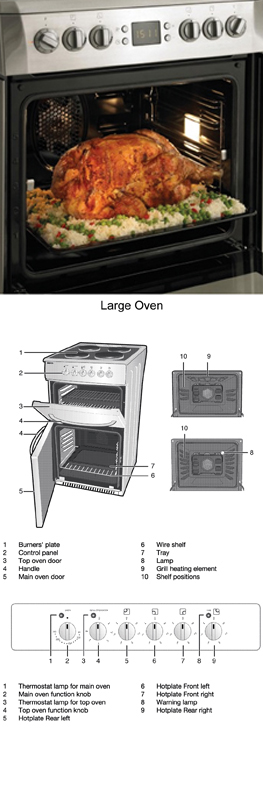 Large Oven
1
2
3
4
4
5
7
6
10 9
10
8
1 Burners' plate
2 Control panel
3 Top oven door
4 Handle
5 Main oven door
6 Wire shelf
7 Tray
8 Lamp
9 Grill heating element
10 Shelf positions
1 2 3 4 5 6 7 8 9
1 Thermostat lamp for main oven
2 Main oven function knob
3 Thermostat lamp for top oven
4 Top oven function knob
5 Hotplate Rear left
6 Hotplate Front left
7 Hotplate Front right
8 Warning lamp
9 Hotplate Rear right